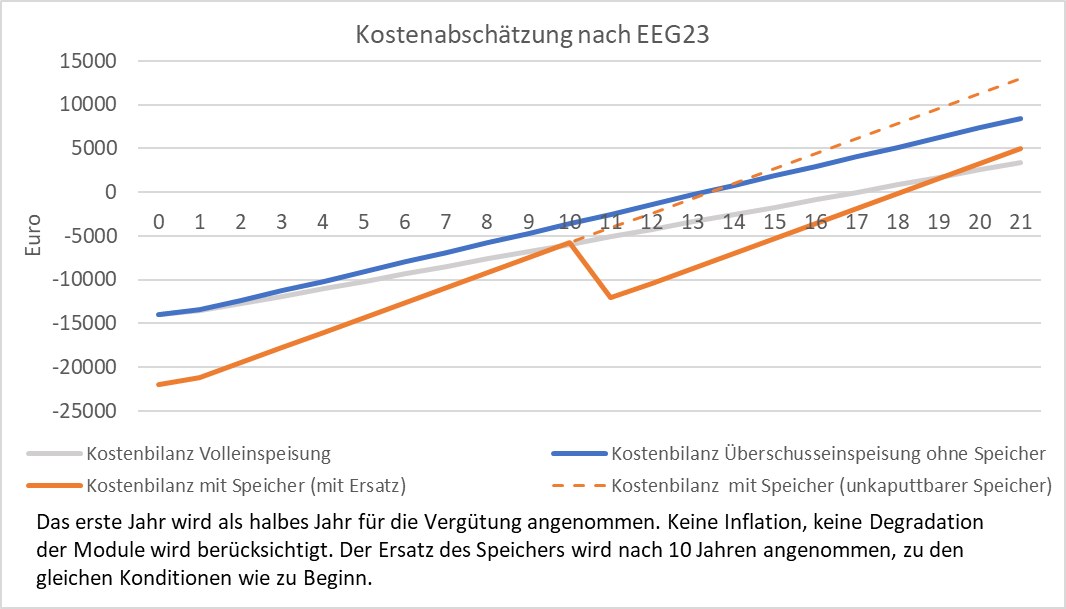 Kostenabschätzung nach EEG23
15000
10000
5000
0
-5000
-10000
-15000
-20000
-25000
Euro
0 1 2 3 4 5 6 7 8 9 10 11 12 13 14 15 16 17 18 19 20 21
Kostenbilanz Volleinspeisung
Kostenbilanz Überschusseinspeisung ohne Speicher
Kostenbilanz mit Speicher (mit Ersatz)
Kostenbilanz mit Speicher (unkaputtbarer Speicher)
Das erste Jahr wird als halbes Jahr für die Vergütung angenommen. Keine Inflation, keine Degradation
der Module wird berücksichtigt. Der Ersatz des Speichers wird nach 10 Jahren angenommen, zu den
gleichen Konditionen wie zu Beginn.